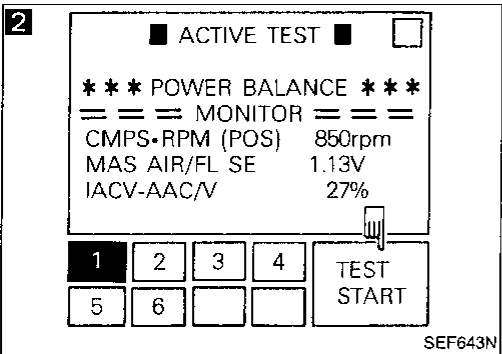 2
ACTIVE TEST
*** POWER BALANCE ***
=== MONITOR ===
CMPS•RPM (POS) 850rpm
MAS AIR/FL SE 1.13V
IACV-AAC/V 27%
1 2 3 4
5 6
TEST
START
SEF643N